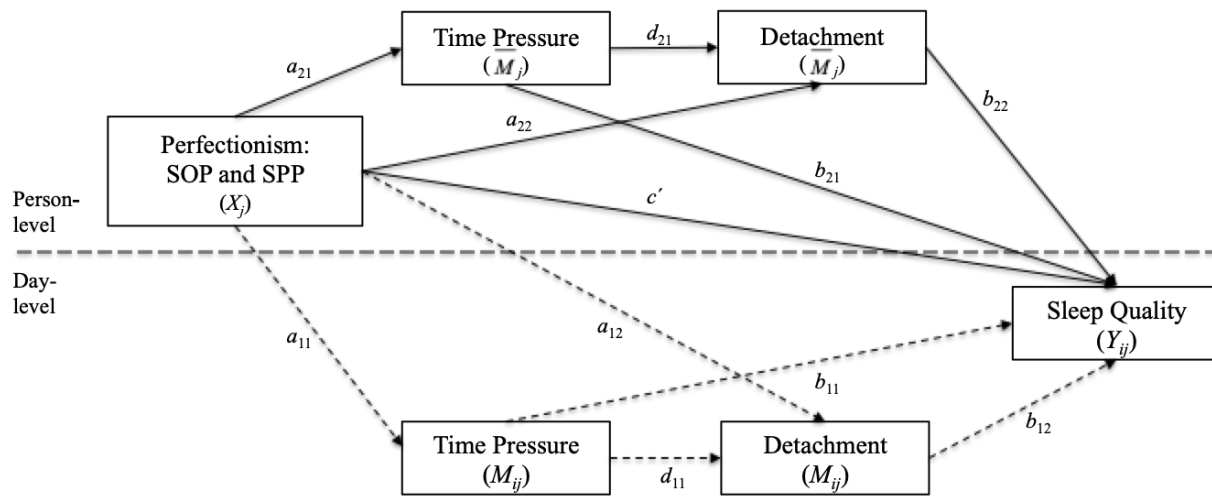 Time Pressure
(M̅ⱼ)
d₂₁
Detachment
(M̅ⱼ)
a₂₁
a₂₂
b₂₂
Perfectionism:
SOP and SPP
(Xⱼ)
b₂₁
c′
Person-
level
Day-
level
a₁₁
a₁₂
Sleep Quality
(Yᵢⱼ)
b₁₁
b₁₂
Time Pressure
(Mᵢⱼ)
d₁₁
Detachment
(Mᵢⱼ)